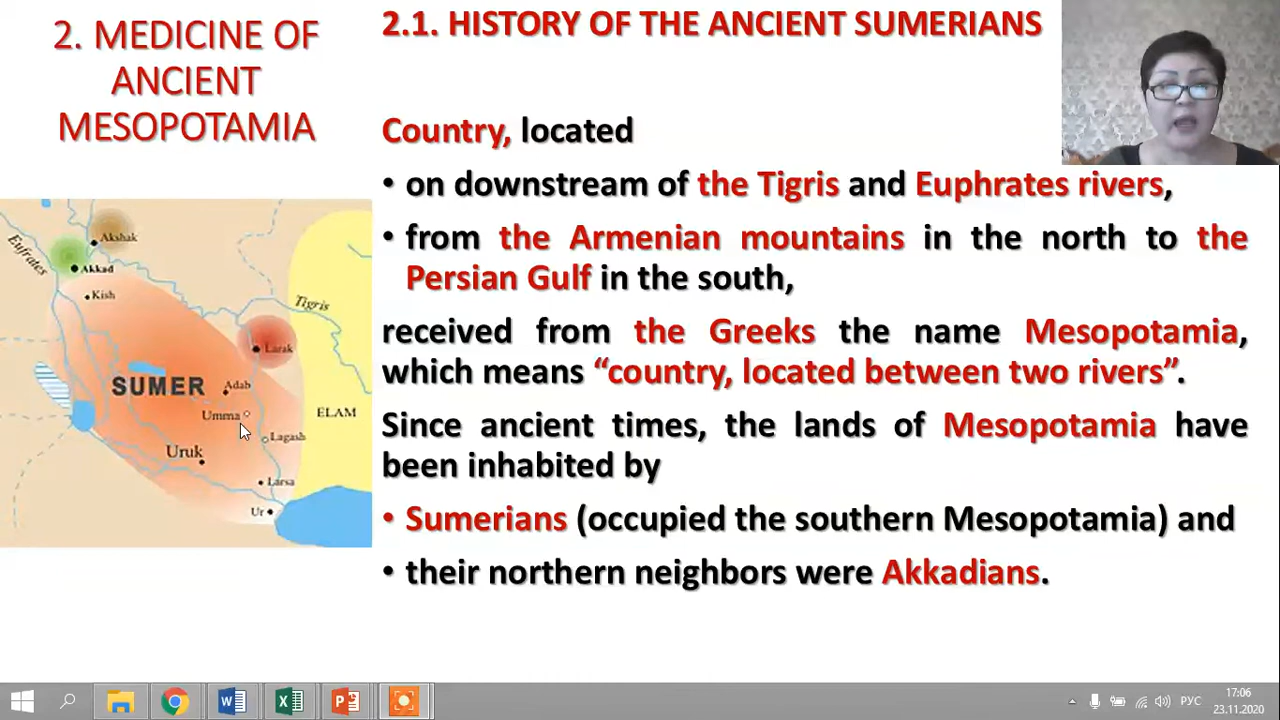 2. MEDICINE OF
ANCIENT
MESOPOTAMIA
2.1. HISTORY OF THE ANCIENT SUMERIANS
Country, located
• on downstream of the Tigris and Euphrates rivers,
• from the Armenian mountains in the north to the
Persian Gulf in the south,
received from the Greeks the name Mesopotamia,
which means “country, located between two rivers”.
Since ancient times, the lands of Mesopotamia have
been inhabited by
• Sumerians (occupied the southern Mesopotamia) and
• their northern neighbors were Akkadians.
Eufrates
Akshak
Akkad
Kish
Tigris
Larak
SUMER
Adab
Umma
ELAM
Lagash
Uruk
Larsa
Ur
РУС
17:06
23.11.2020